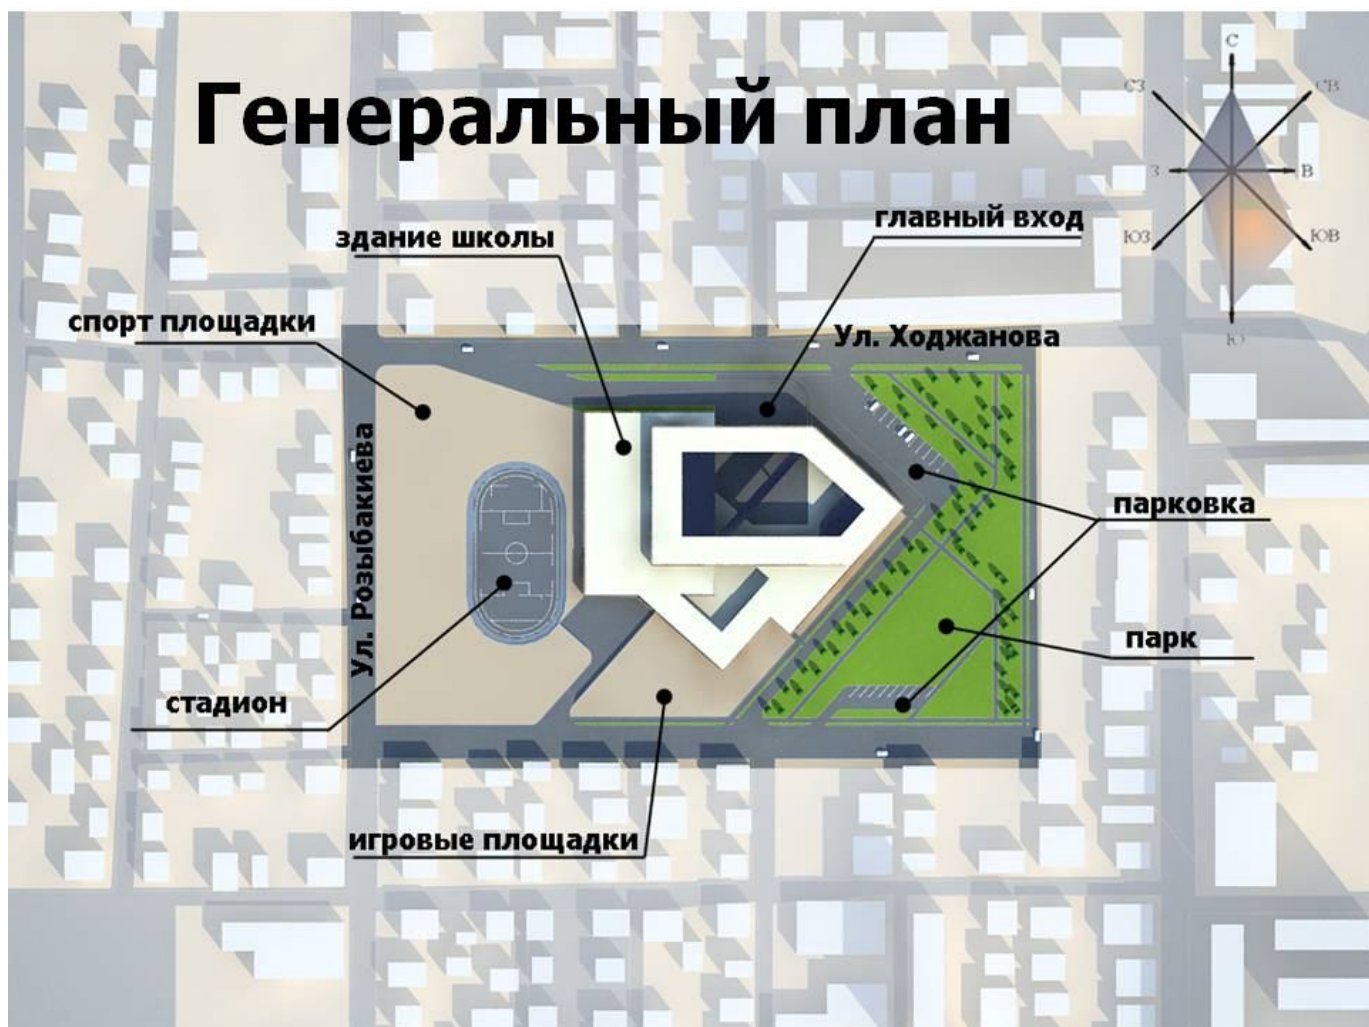 Генеральный план
С
СЗ
СВ
З
В
ЮЗ
ЮВ
Ю
главный вход
здание школы
спорт площадки
Ул. Ходжанова
Ул. Розыбакиева
парковка
парк
стадион
игровые площадки